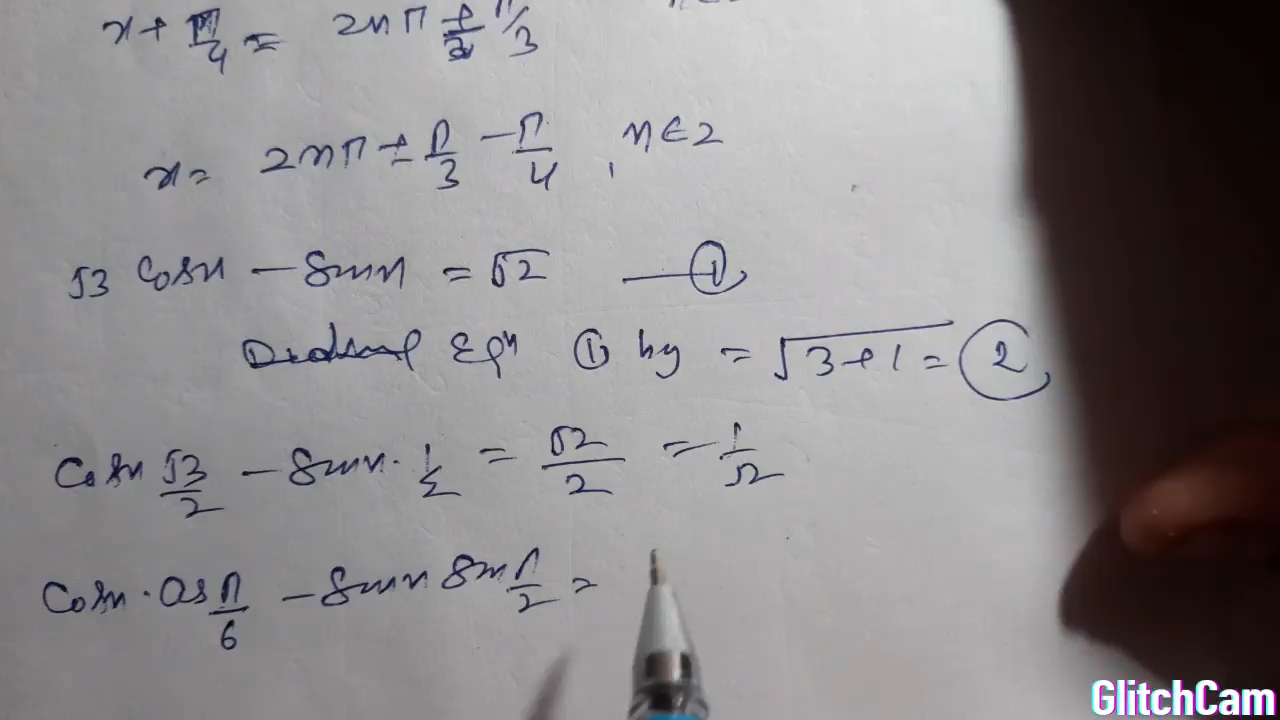 x + π/4 = 2nπ ± π/3
x = 2nπ ± π/3 - π/4 , n ∈ Z
√3 Cosx - Sinx = √2 —— ①
Eqn ① by = √3+1 = ②
Cosx √3/2 - Sinx · 1/2 = √2/2 = 1/√2
Cosx · Cos π/6 - Sinx Sin π/2 =
GlitchCam